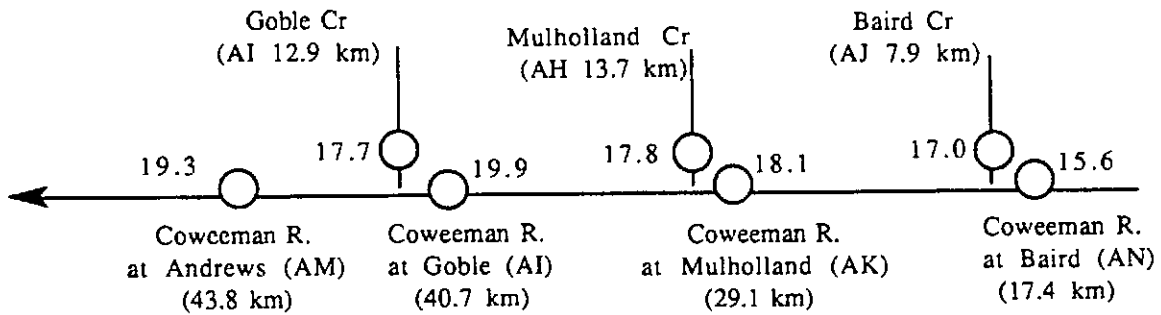 Goble Cr
(AI 12.9 km)
Mulholland Cr
(AH 13.7 km)
Baird Cr
(AJ 7.9 km)
19.3
17.7
19.9
17.8
18.1
17.0
15.6
Coweeman R.
at Andrews (AM)
(43.8 km)
Coweeman R.
at Goble (AI)
(40.7 km)
Coweeman R.
at Mulholland (AK)
(29.1 km)
Coweeman R.
at Baird (AN)
(17.4 km)